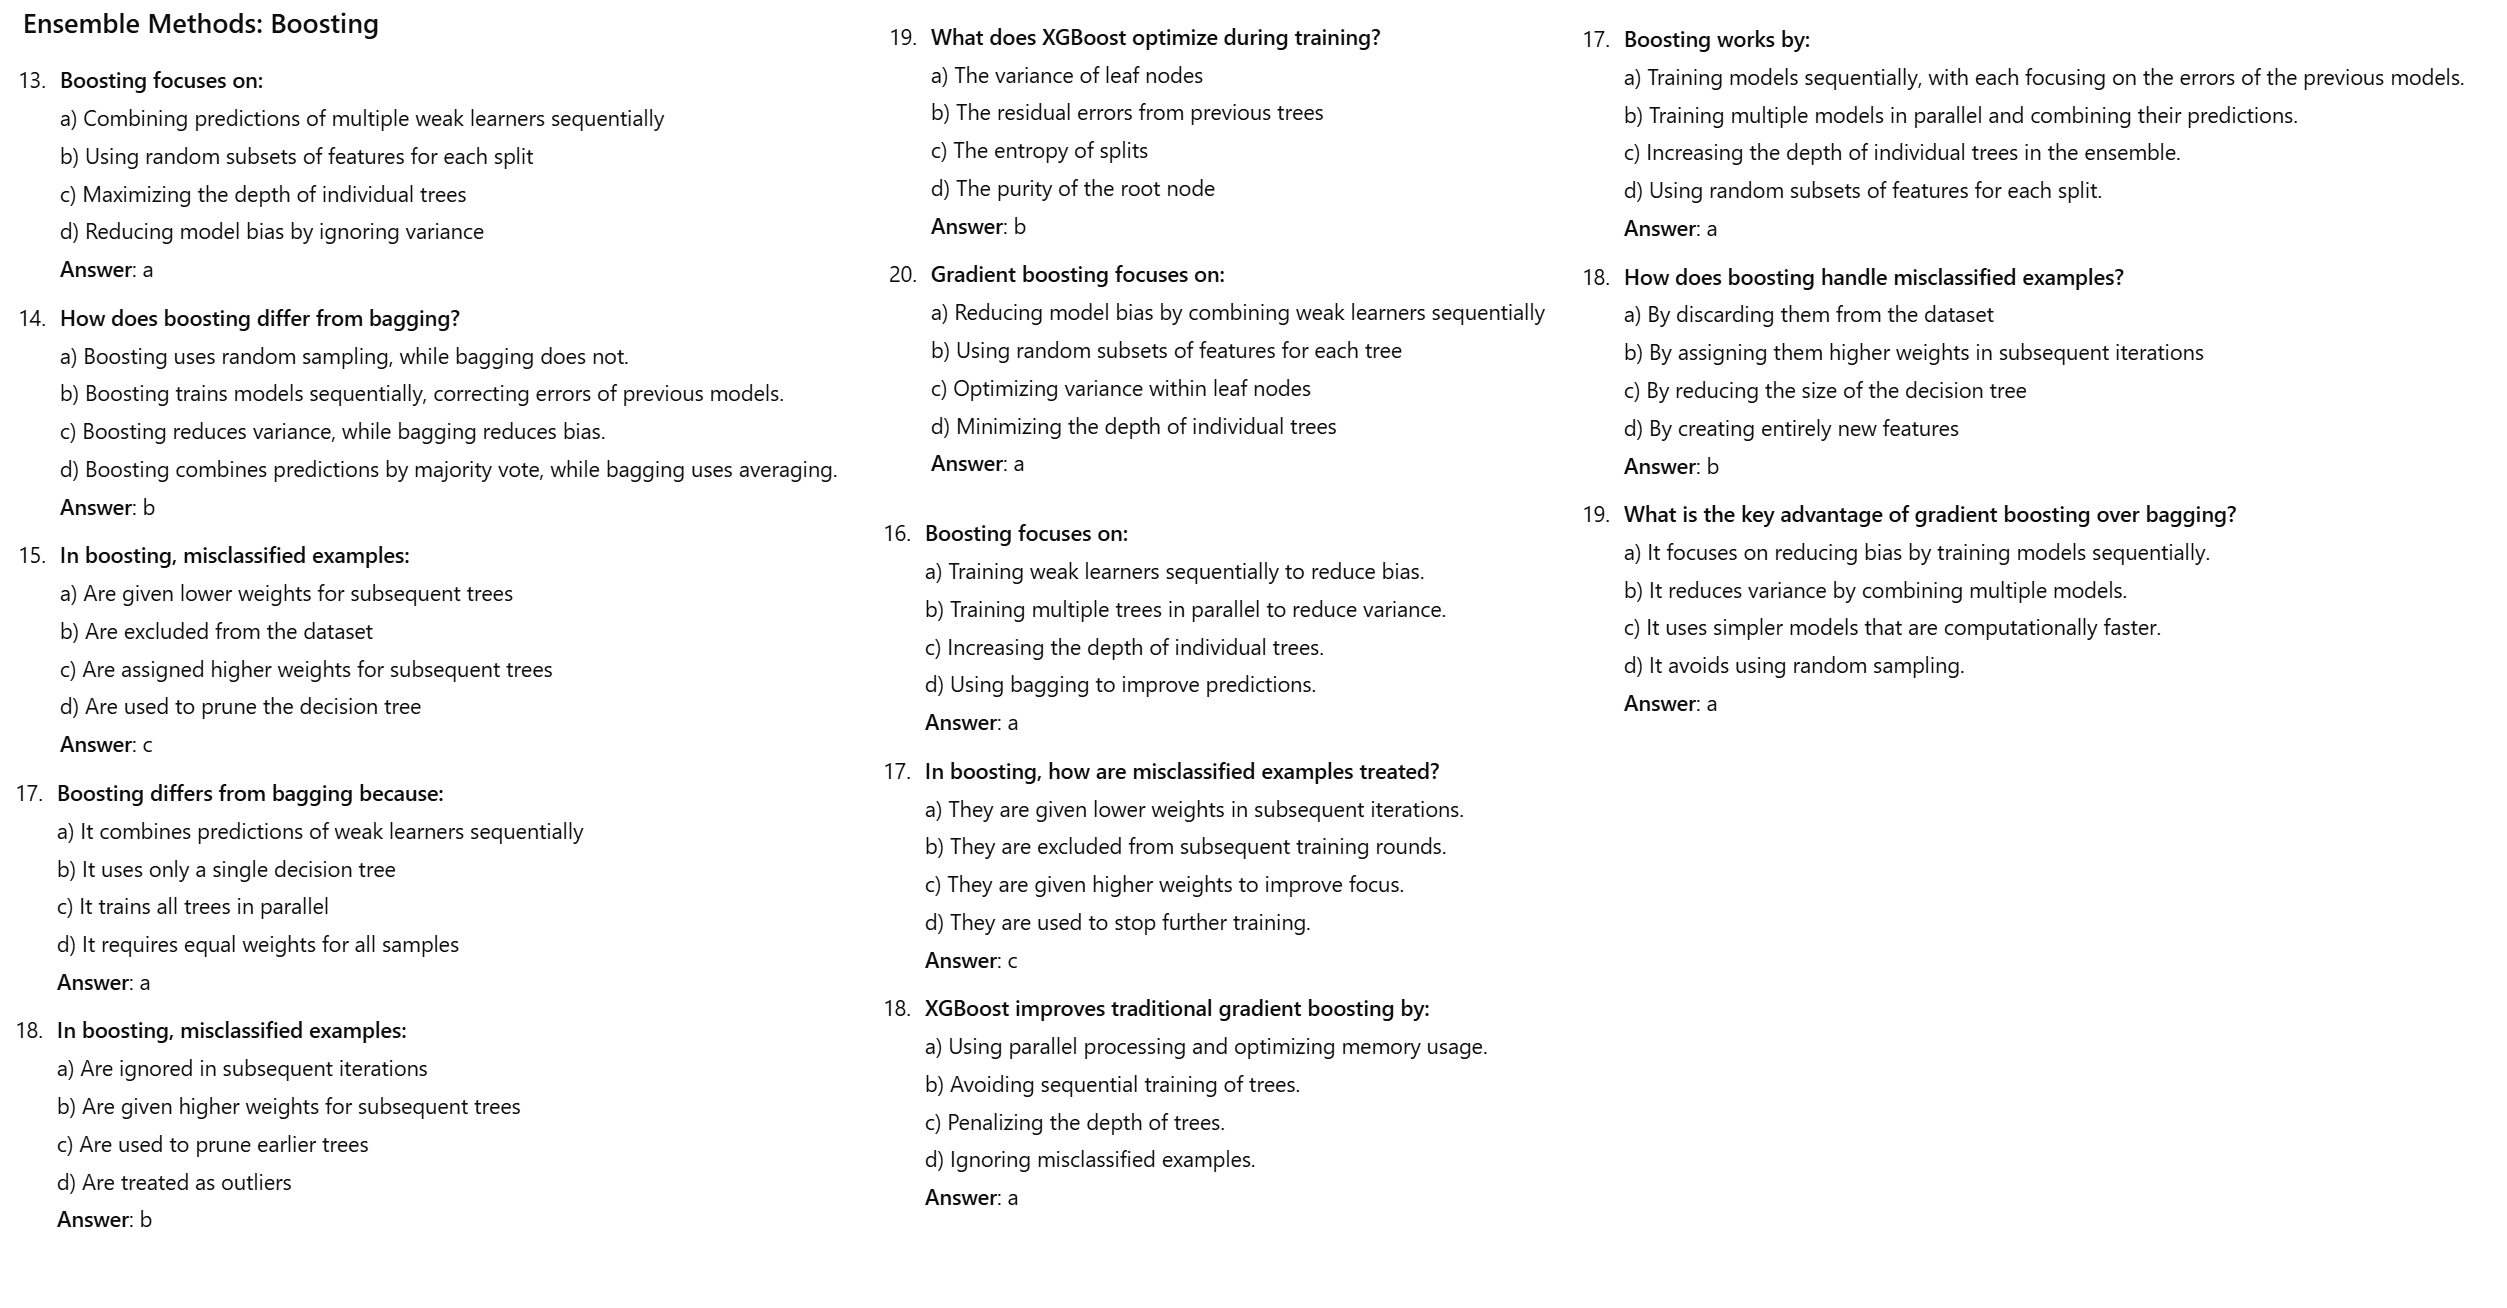 Ensemble Methods: Boosting
13. Boosting focuses on:
a) Combining predictions of multiple weak learners sequentially
b) Using random subsets of features for each split
c) Maximizing the depth of individual trees
d) Reducing model bias by ignoring variance
Answer: a
14. How does boosting differ from bagging?
a) Boosting uses random sampling, while bagging does not.
b) Boosting trains models sequentially, correcting errors of previous models.
c) Boosting reduces variance, while bagging reduces bias.
d) Boosting combines predictions by majority vote, while bagging uses averaging.
Answer: b
15. In boosting, misclassified examples:
a) Are given lower weights for subsequent trees
b) Are excluded from the dataset
c) Are assigned higher weights for subsequent trees
d) Are used to prune the decision tree
Answer: c
17. Boosting differs from bagging because:
a) It combines predictions of weak learners sequentially
b) It uses only a single decision tree
c) It trains all trees in parallel
d) It requires equal weights for all samples
Answer: a
18. In boosting, misclassified examples:
a) Are ignored in subsequent iterations
b) Are given higher weights for subsequent trees
c) Are used to prune earlier trees
d) Are treated as outliers
Answer: b
19. What does XGBoost optimize during training?
a) The variance of leaf nodes
b) The residual errors from previous trees
c) The entropy of splits
d) The purity of the root node
Answer: b
20. Gradient boosting focuses on:
a) Reducing model bias by combining weak learners sequentially
b) Using random subsets of features for each tree
c) Optimizing variance within leaf nodes
d) Minimizing the depth of individual trees
Answer: a
16. Boosting focuses on:
a) Training weak learners sequentially to reduce bias.
b) Training multiple trees in parallel to reduce variance.
c) Increasing the depth of individual trees.
d) Using bagging to improve predictions.
Answer: a
17. In boosting, how are misclassified examples treated?
a) They are given lower weights in subsequent iterations.
b) They are excluded from subsequent training rounds.
c) They are given higher weights to improve focus.
d) They are used to stop further training.
Answer: c
18. XGBoost improves traditional gradient boosting by:
a) Using parallel processing and optimizing memory usage.
b) Avoiding sequential training of trees.
c) Penalizing the depth of trees.
d) Ignoring misclassified examples.
Answer: a
17. Boosting works by:
a) Training models sequentially, with each focusing on the errors of the previous models.
b) Training multiple models in parallel and combining their predictions.
c) Increasing the depth of individual trees in the ensemble.
d) Using random subsets of features for each split.
Answer: a
18. How does boosting handle misclassified examples?
a) By discarding them from the dataset
b) By assigning them higher weights in subsequent iterations
c) By reducing the size of the decision tree
d) By creating entirely new features
Answer: b
19. What is the key advantage of gradient boosting over bagging?
a) It focuses on reducing bias by training models sequentially.
b) It reduces variance by combining multiple models.
c) It uses simpler models that are computationally faster.
d) It avoids using random sampling.
Answer: a